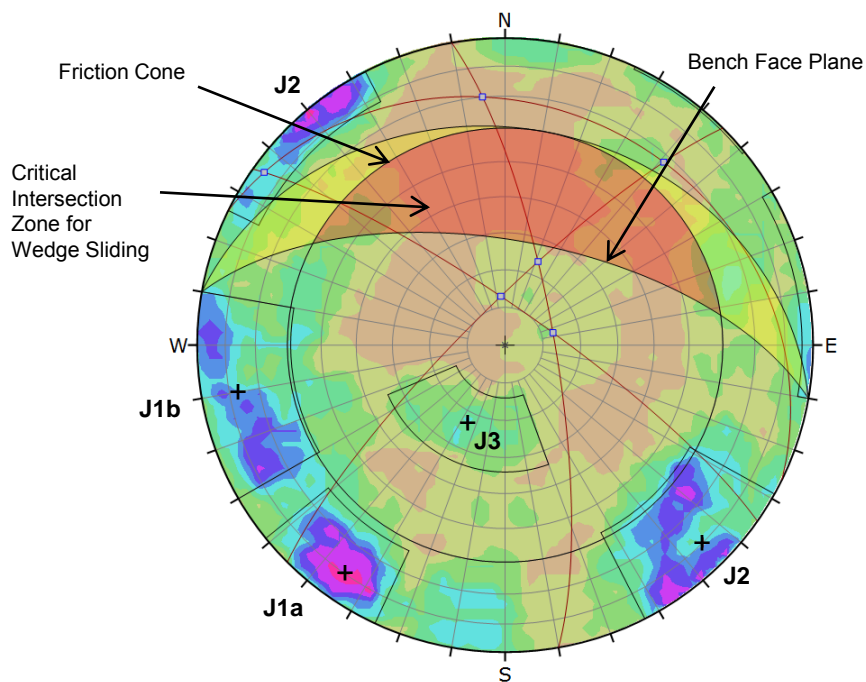 N
Friction Cone
Bench Face Plane
J2
Critical
Intersection
Zone for
Wedge Sliding
W
E
J1b
J3
J2
J1a
S